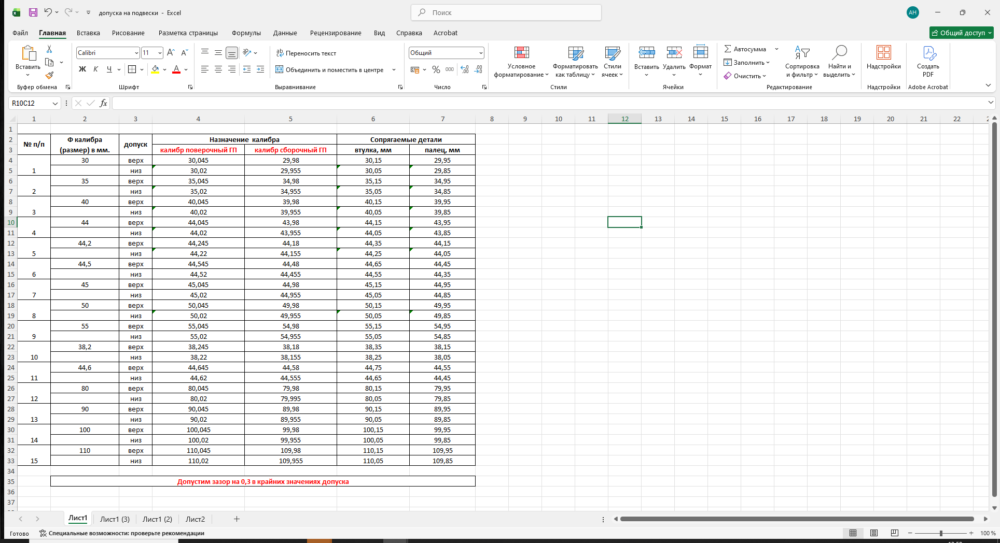 допуска на подвески - Excel
Поиск
АН
Файл Главная Вставка Рисование Разметка страницы Формулы Данные Рецензирование Вид Справка Acrobat
Общий доступ
Вставить
Буфер обмена
Calibri 11
Ж К Ч
Шрифт
Переносить текст
Объединить и поместить в центре
Выравнивание
Общий
% 000
Число
Условное форматирование
Форматировать как таблицу
Стили ячеек
Стили
Вставить Удалить Формат
Ячейки
Автосумма
Заполнить
Очистить
Сортировка и фильтр
Найти и выделить
Редактирование
Надстройки
Надстройки
Создать PDF
Adobe Acrobat
R10C12 fx
1 2 3 4 5 6 7 8 9 10 11 12 13 14 15 16 17 18 19 20 21 22
1
2 № п/п Ф калибра допуск Назначение калибра Сопрягаемые детали
3 (размер) в мм. калибр поверочный ГП калибр сборочный ГП втулка, мм палец, мм
4 30 верх 30,045 29,98 30,15 29,95
5 1 низ 30,02 29,955 30,05 29,85
6 35 верх 35,045 34,98 35,15 34,95
7 2 низ 35,02 34,955 35,05 34,85
8 40 верх 40,045 39,98 40,15 39,95
9 3 низ 40,02 39,955 40,05 39,85
10 44 верх 44,045 43,98 44,15 43,95
11 4 низ 44,02 43,955 44,05 43,85
12 44,2 верх 44,245 44,18 44,35 44,15
13 5 низ 44,22 44,155 44,25 44,05
14 44,5 верх 44,545 44,48 44,65 44,45
15 6 низ 44,52 44,455 44,55 44,35
16 45 верх 45,045 44,98 45,15 44,95
17 7 низ 45,02 44,955 45,05 44,85
18 50 верх 50,045 49,98 50,15 49,95
19 8 низ 50,02 49,955 50,05 49,85
20 55 верх 55,045 54,98 55,15 54,95
21 9 низ 55,02 54,955 55,05 54,85
22 38,2 верх 38,245 38,18 38,35 38,15
23 10 низ 38,22 38,155 38,25 38,05
24 44,6 верх 44,645 44,58 44,75 44,55
25 11 низ 44,62 44,555 44,65 44,45
26 80 верх 80,045 79,98 80,15 79,95
27 12 низ 80,02 79,995 80,05 79,85
28 90 верх 90,045 89,98 90,15 89,95
29 13 низ 90,02 89,955 90,05 89,85
30 100 верх 100,045 99,98 100,15 99,95
31 14 низ 100,02 99,955 100,05 99,85
32 110 верх 110,045 109,98 110,15 109,95
33 15 низ 110,02 109,955 110,05 109,85
34
35 Допустим зазор на 0,3 в крайних значениях допуска
36
37
Лист1 Лист1 (3) Лист1 (2) Лист2
Готово Специальные возможности: проверьте рекомендации
100 %